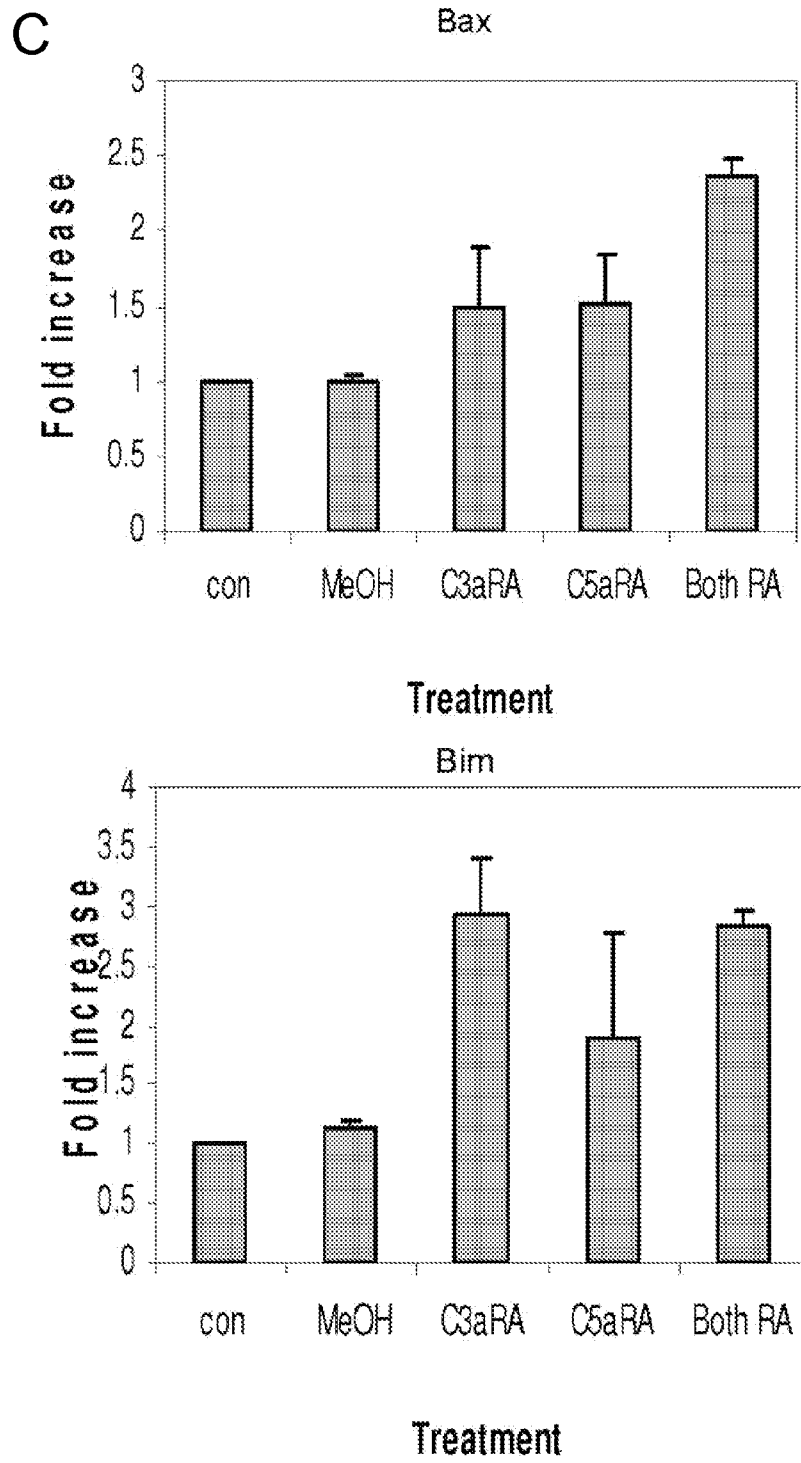 C
Bax
3
2.5
2
1.5
1
0.5
0
Fold increase
con MeOH C3aRA C5aRA Both RA
Treatment
Bim
4
3.5
3
2.5
2
1.5
1
0.5
0
Fold increase
con MeOH C3aRA C5aRA Both RA
Treatment